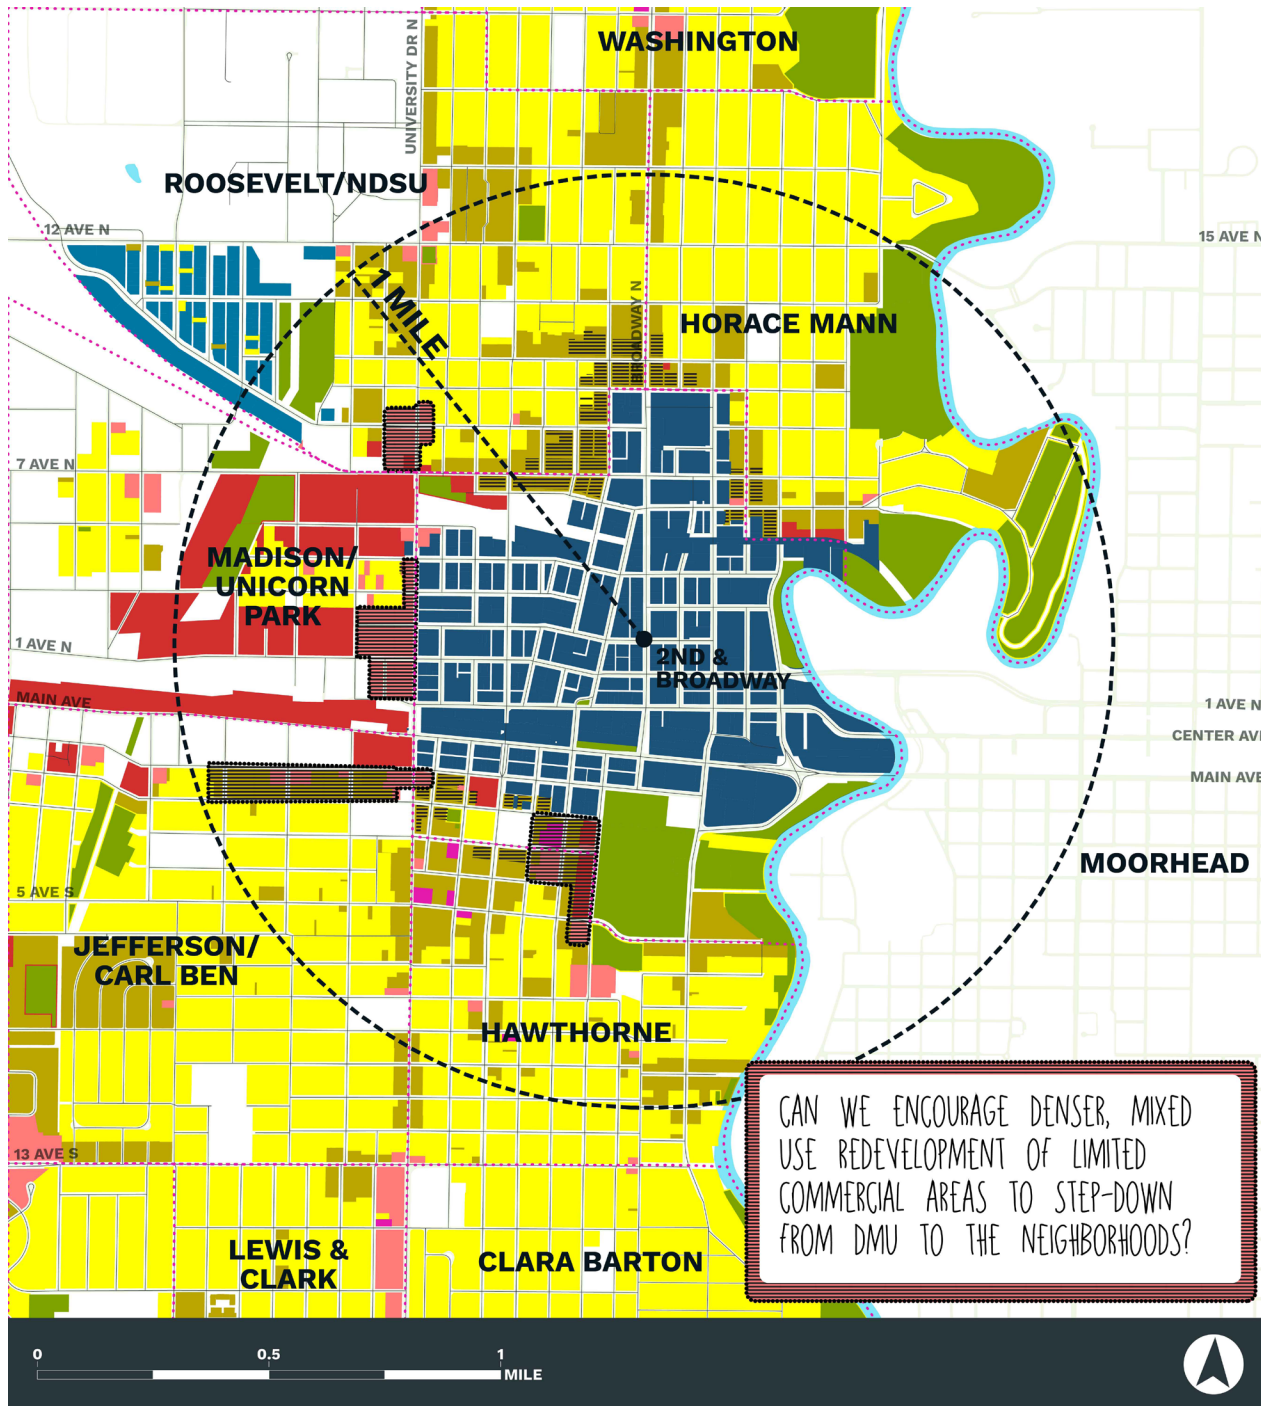 WASHINGTON
UNIVERSITY DR N
ROOSEVELT/NDSU
12 AVE N
15 AVE N
1 MILE
BROADWAY N
HORACE MANN
7 AVE N
MADISON/
UNICORN
PARK
1 AVE N
2ND &
BROADWAY
MAIN AVE
1 AVE N
CENTER AVE
MAIN AVE
MOORHEAD
5 AVE S
JEFFERSON/
CARL BEN
HAWTHORNE
CAN WE ENCOURAGE DENSER, MIXED
USE REDEVELOPMENT OF LIMITED
COMMERCIAL AREAS TO STEP-DOWN
FROM DMU TO THE NEIGHBORHOODS?
13 AVE S
LEWIS &
CLARK
CLARA BARTON
0 0.5 1
MILE